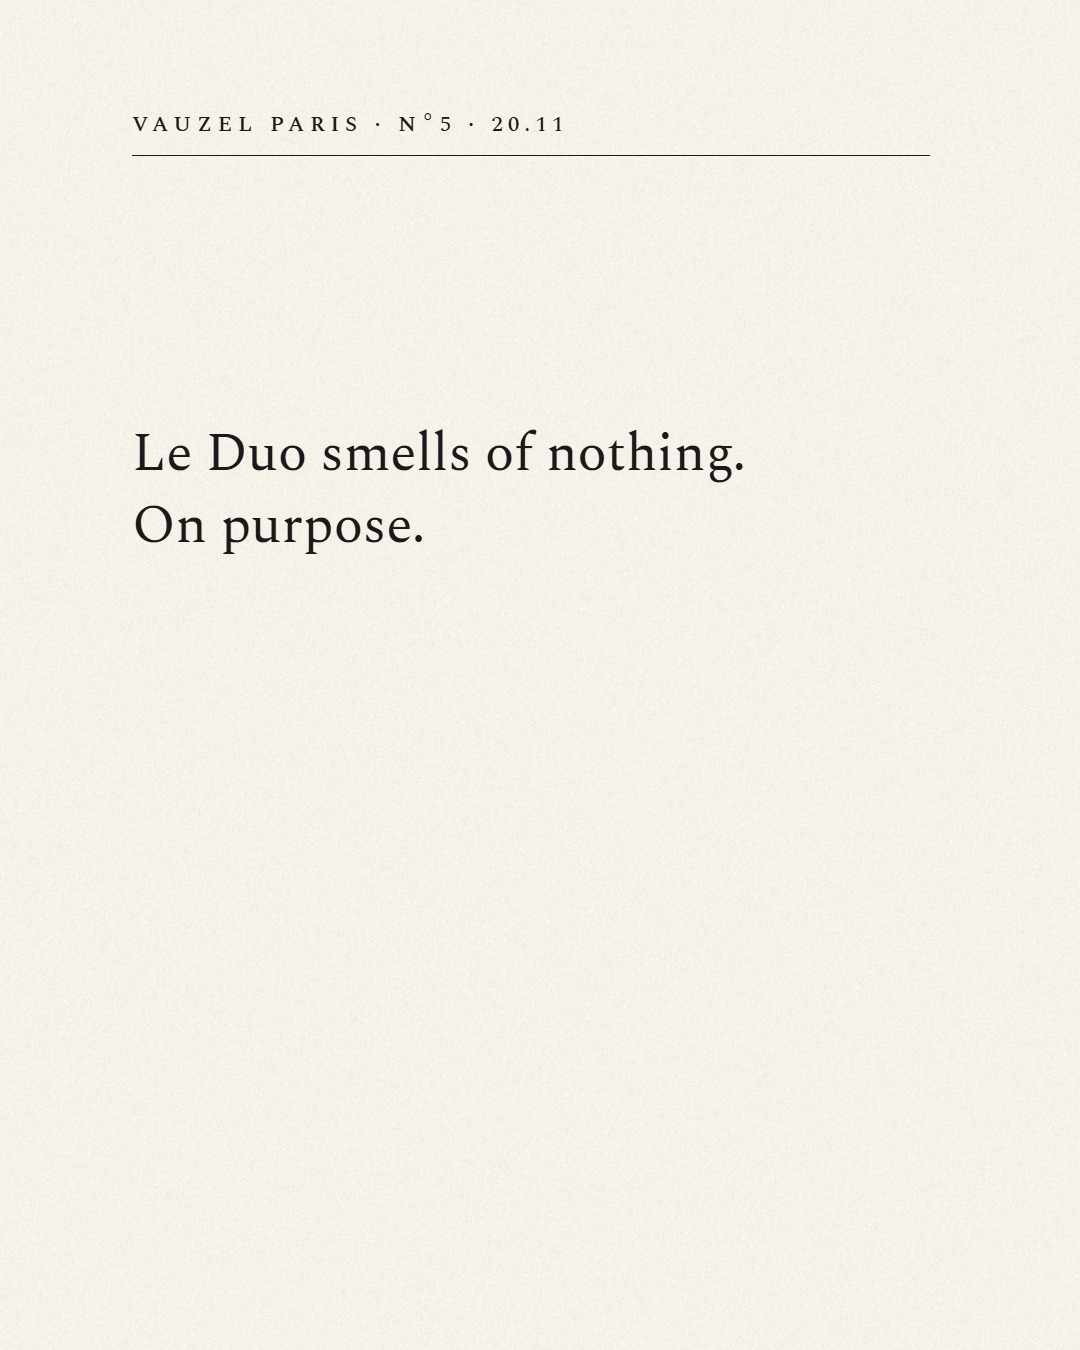 VAUZEL PARIS · N°5 · 20.11
Le Duo smells of nothing.
On purpose.